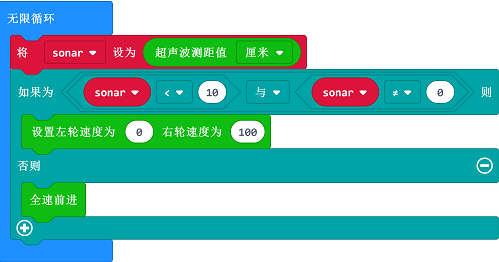 无限循环
将 sonar 设为 超声波测距值 厘米
如果为 sonar < 10 与 sonar ≠ 0 则
设置左轮速度为 0 右轮速度为 100
否则
全速前进